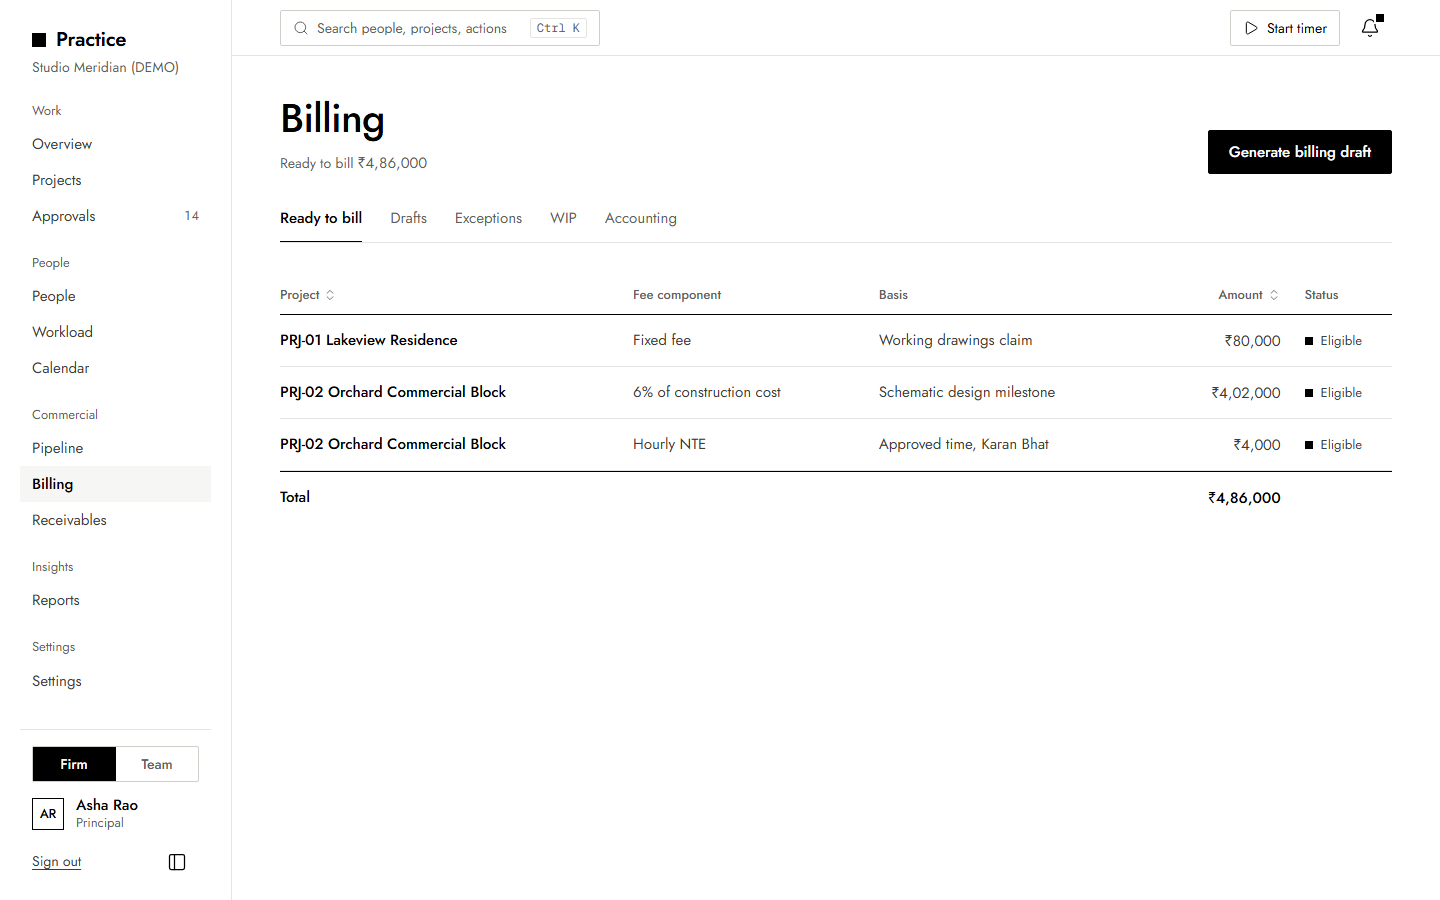 Practice
Studio Meridian (DEMO)
Work
Overview
Projects
Approvals 14
People
People
Workload
Calendar
Commercial
Pipeline
Billing
Receivables
Insights
Reports
Settings
Settings
Firm Team
AR
Asha Rao
Principal
Sign out
Search people, projects, actions Ctrl K
Start timer
Billing
Ready to bill ₹4,86,000
Generate billing draft
Ready to bill Drafts Exceptions WIP Accounting
Project Fee component Basis Amount Status
PRJ-01 Lakeview Residence Fixed fee Working drawings claim ₹80,000 Eligible
PRJ-02 Orchard Commercial Block 6% of construction cost Schematic design milestone ₹4,02,000 Eligible
PRJ-02 Orchard Commercial Block Hourly NTE Approved time, Karan Bhat ₹4,000 Eligible
Total ₹4,86,000